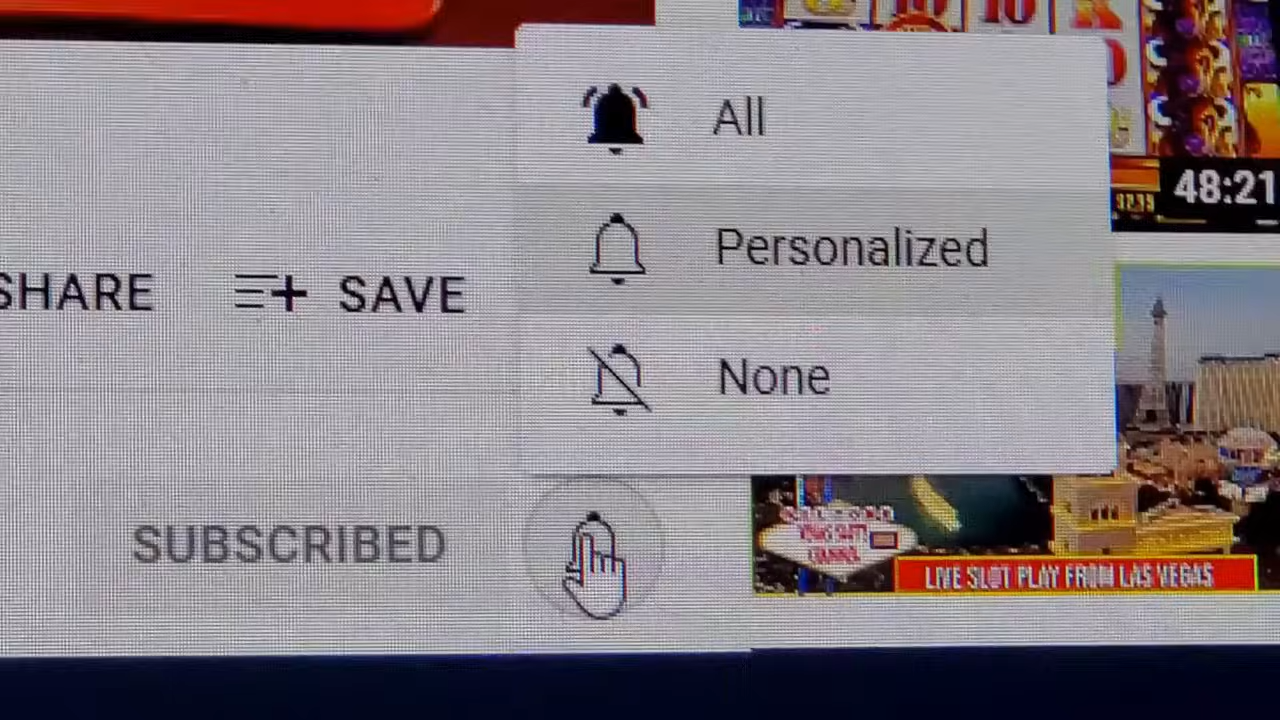 All
48:21
Personalized
SHARE
SAVE
None
SUBSCRIBED
LIVE SLOT PLAY FROM LAS VEGAS